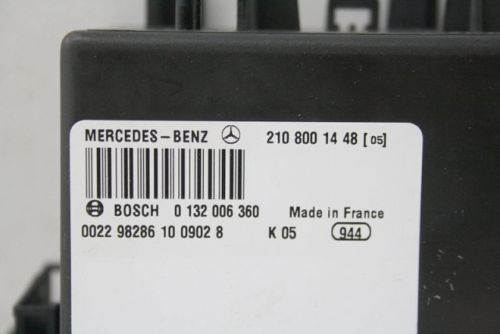 MERCEDES-BENZ 210 800 14 48 [05]
BOSCH 0 132 006 360 Made in France
0022 98286 10 0902 8 K 05 944